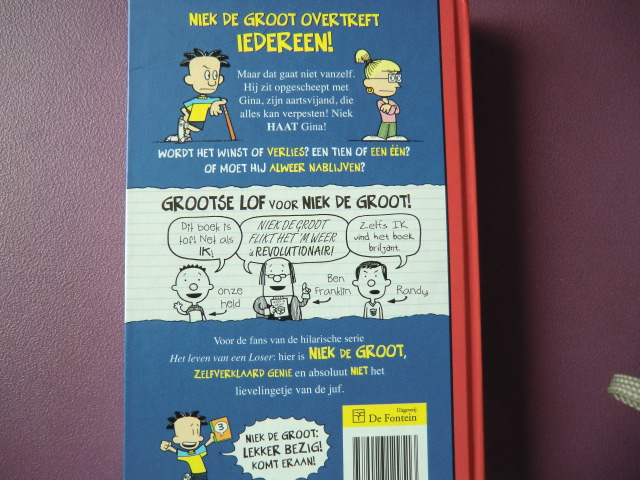 NIEK DE GROOT OVERTREFT
IEDEREEN!
Maar dat gaat niet vanzelf.
Hij zit opgescheept met
Gina, zijn aartsvijand, die
alles kan verpesten! Niek
HAAT Gina!
WORDT HET WINST OF VERLIES? EEN TIEN OF EEN ÉÉN?
OF MOET HIJ ALWEER NABLIJVEN?
GROOTSE LOF VOOR NIEK DE GROOT!
Dit boek is
tof! Net als
IK!
NIEK DE GROOT
FLIKT HET 'M WEER.
REVOLUTIONAIR!
Zelfs IK
vind het boek
briljant.
onze
held
Ben
Franklin
Randy
Voor de fans van de hilarische serie
Het leven van een Loser: hier is NIEK DE GROOT,
ZELFVERKLAARD GENIE en absoluut NIET het
lievelingetje van de juf.
3
NIEK DE GROOT:
LEKKER BEZIG!
KOMT ERAAN!
Uitgeverij
De Fontein